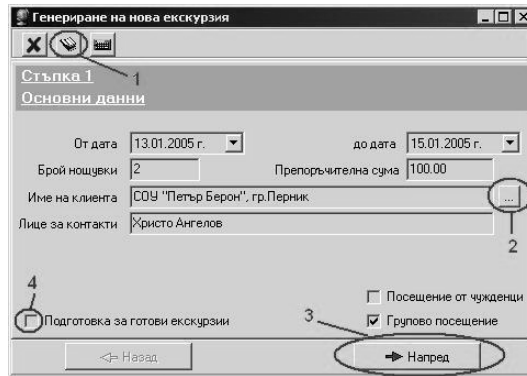 Генериране на нова екскурзия
1
Стъпка 1
Основни данни
От дата 13.01.2005 г. до дата 15.01.2005 г.
Брой нощувки 2 Препоръчителна сума 100.00
Име на клиента СОУ "Петър Берон", гр.Перник ...
2
Лице за контакти Христо Ангелов
4
Посещение от чужденци
Подготовка за готови екскурзии 3 Групово посещение
Назад Напред